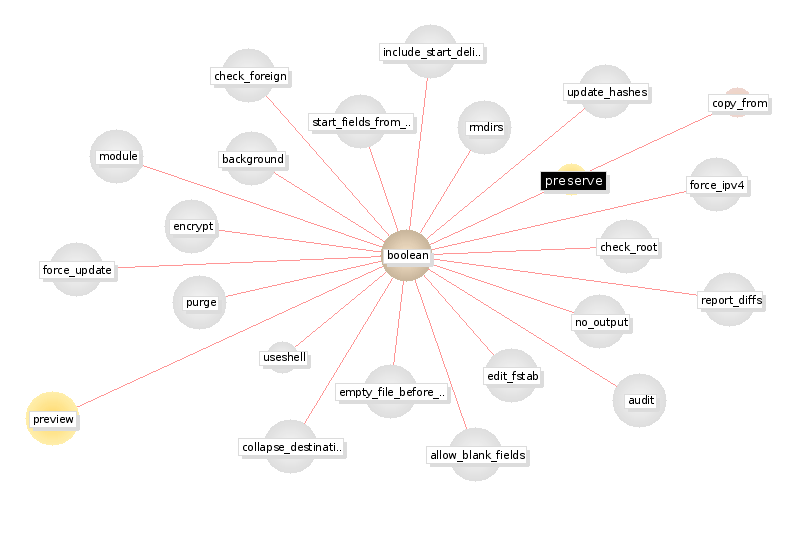 include_start_deli..
check_foreign
update_hashes
copy_from
start_fields_from_..
rmdirs
module
background
preserve
force_ipv4
encrypt
check_root
boolean
force_update
purge
report_diffs
no_output
useshell
edit_fstab
empty_file_before_..
audit
preview
collapse_destinati..
allow_blank_fields